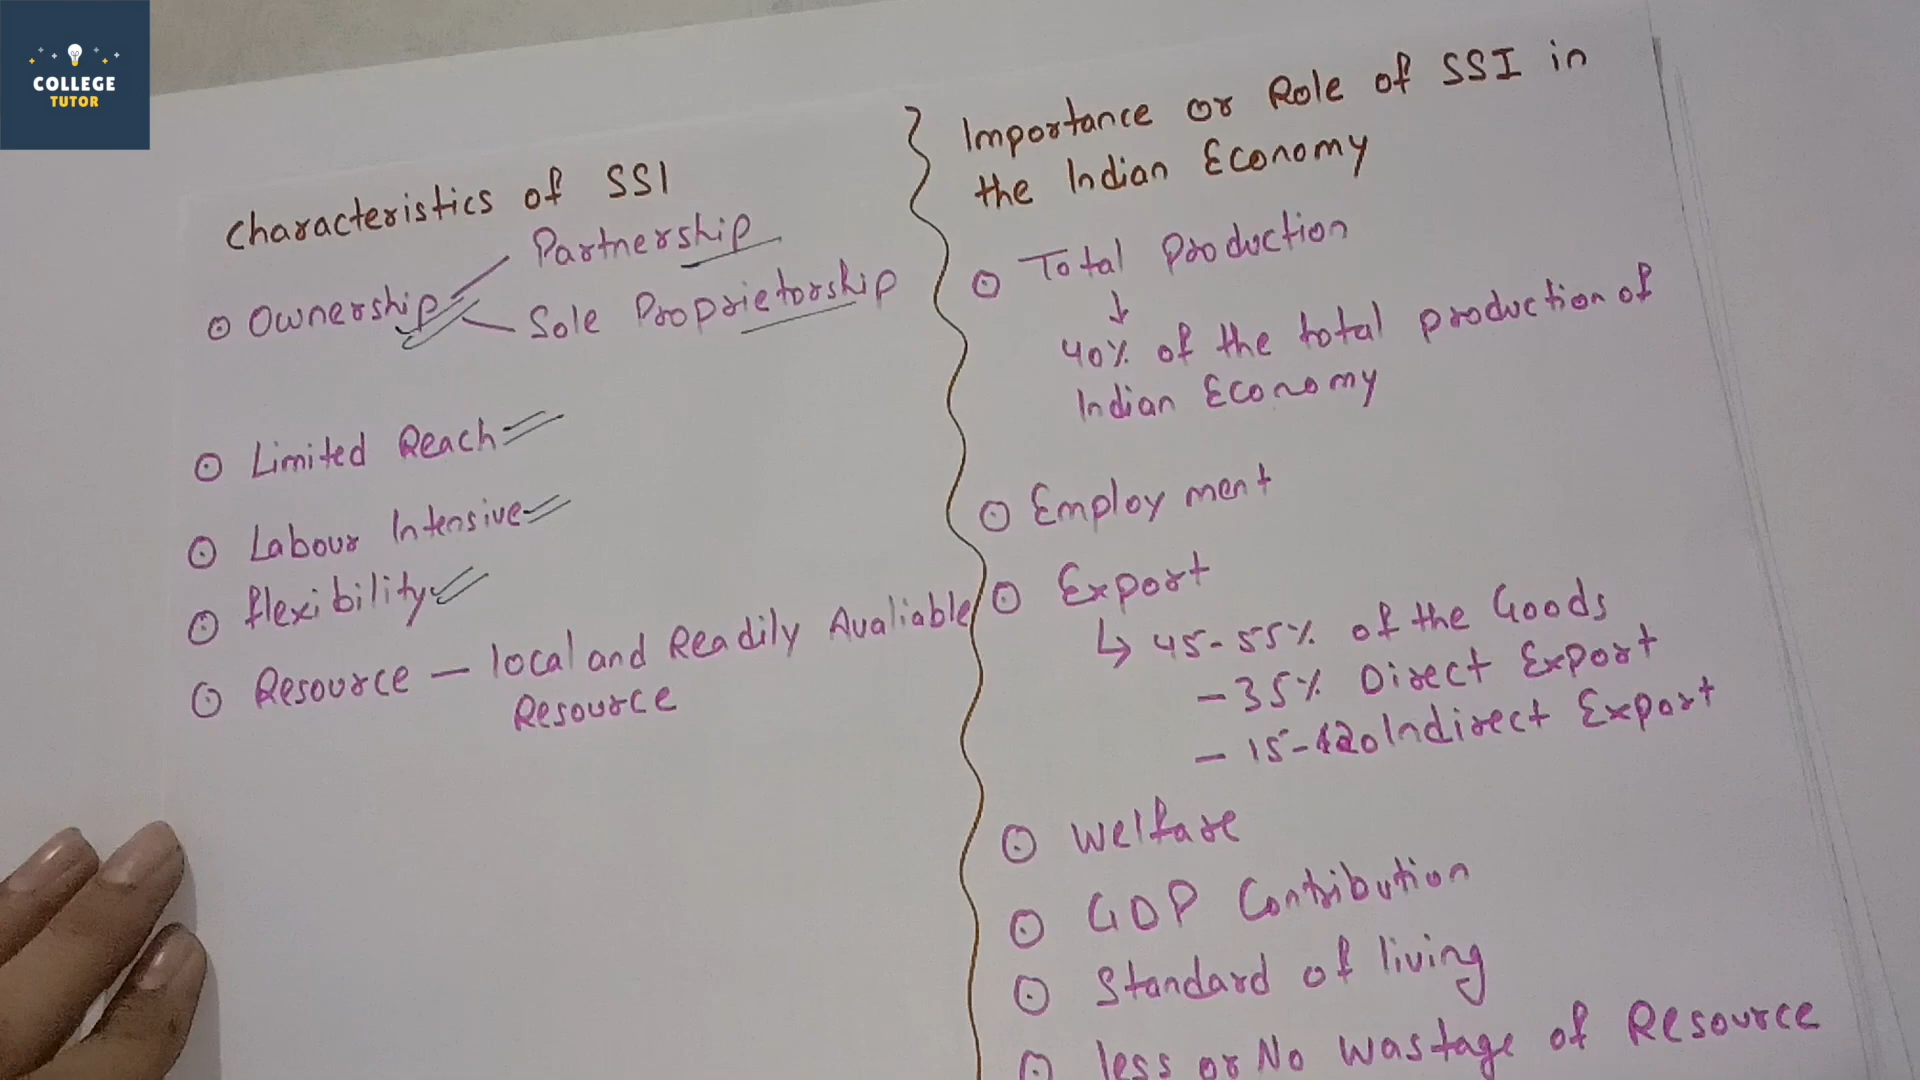 COLLEGE
TUTOR
Characteristics of SSI
Ownership
Partnership
Sole Proprietorship
Limited Reach
Labour Intensive
flexibility
Resource — local and Readily Avaliable
Resource
Importance or Role of SSI in
the Indian Economy
Total Production
↓
40% of the total production of
Indian Economy
Employment
Export
↳ 45-55% of the Goods
- 35% Direct Export
- 15- Indirect Export
Welfare
GDP Contribution
Standard of living
less or No Wastage of Resource